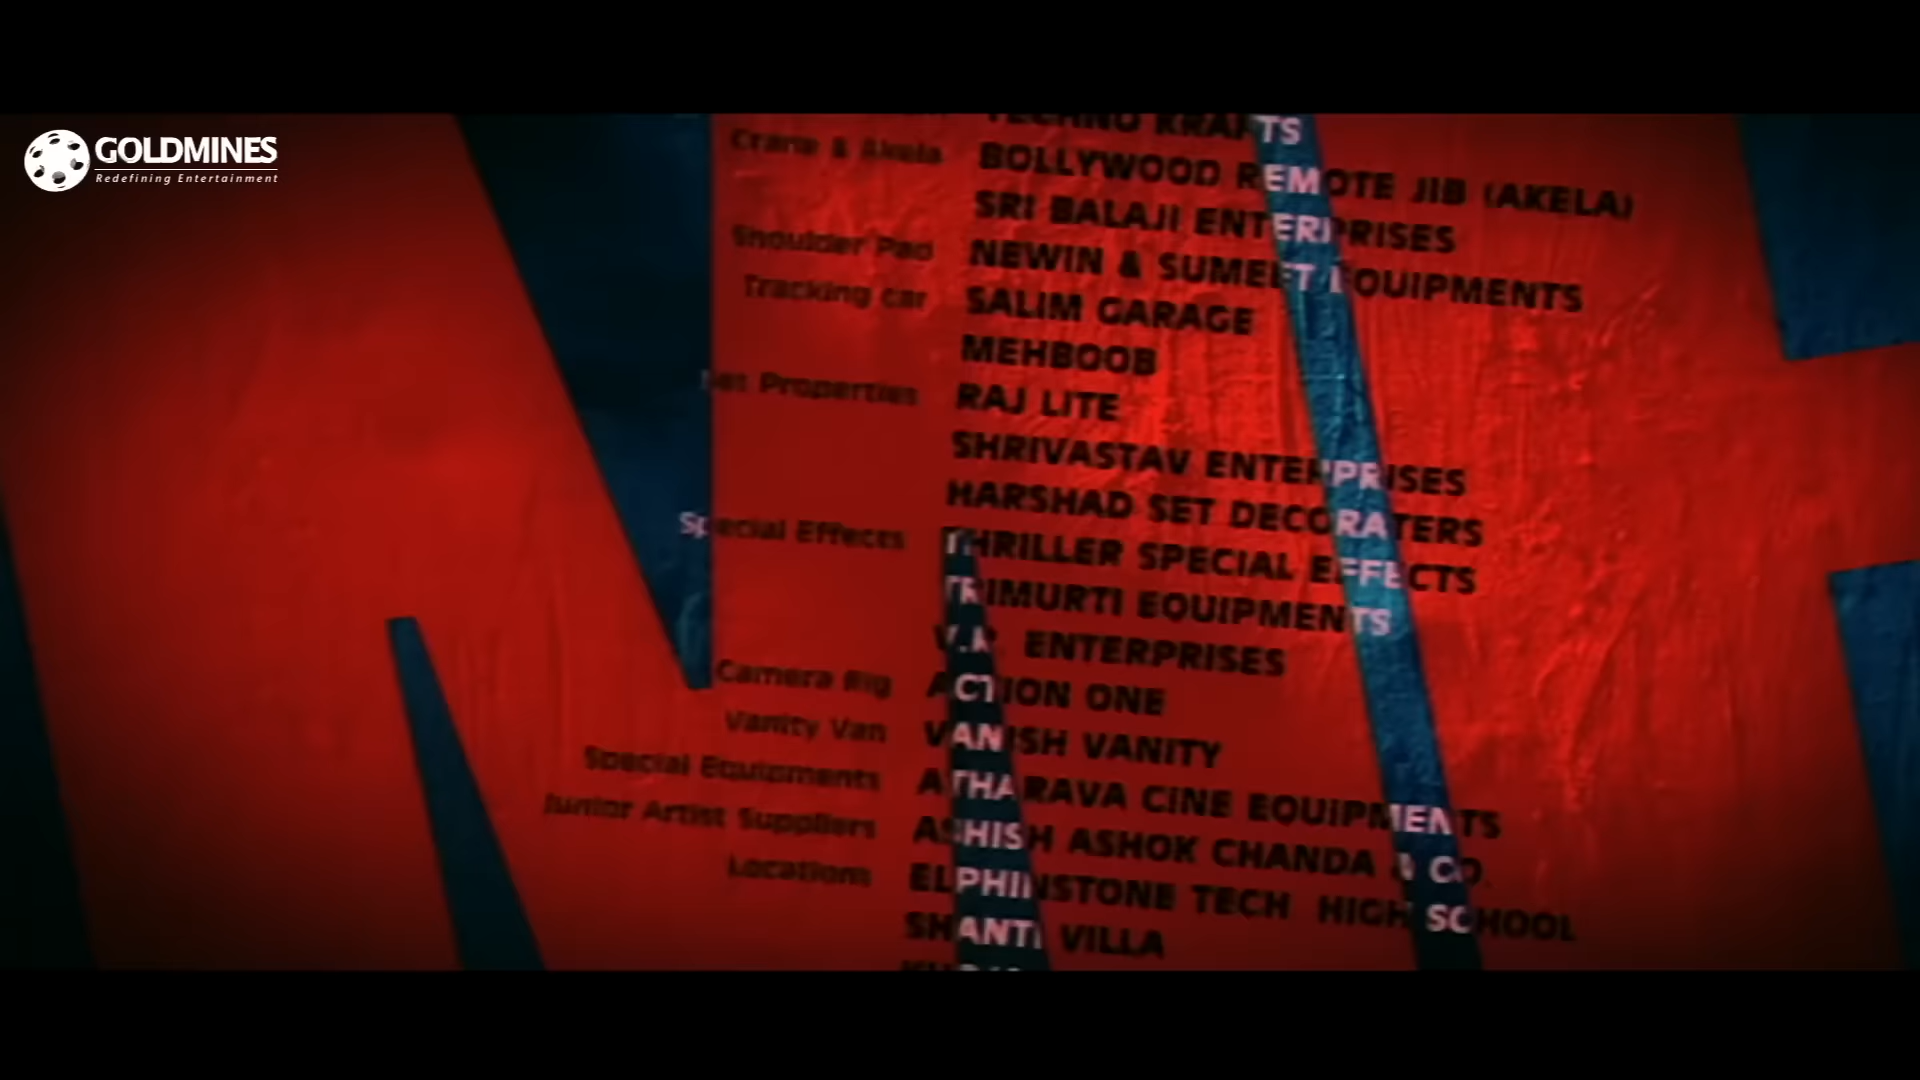 GOLDMINES
Redefining Entertainment
TECHNO KRAFTS
Crane & Akela BOLLYWOOD REMOTE JIB (AKELA)
SRI BALAJI ENTERPRISES
Shoulder Pad NEWIN & SUMEET EQUIPMENTS
Tracking car SALIM GARAGE
MEHBOOB
Set Properties RAJ LITE
SHRIVASTAV ENTERPRISES
HARSHAD SET DECORATERS
Special Effects THRILLER SPECIAL EFFECTS
TRIMURTI EQUIPMENTS
ENTERPRISES
Camera Rig ACTION ONE
Vanity Van VANISH VANITY
Special Equipments ATHARAVA CINE EQUIPMENTS
Junior Artist Suppliers ASHISH ASHOK CHANDA & CO.
Locations ELPHINSTONE TECH HIGH SCHOOL
SHANTI VILLA